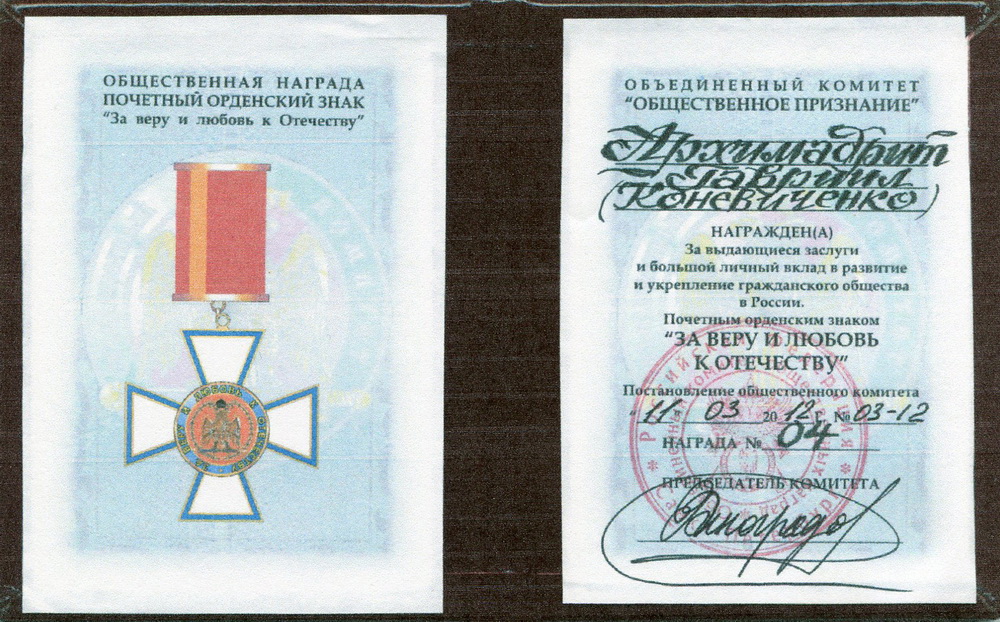 ОБЩЕСТВЕННАЯ НАГРАДА
ПОЧЕТНЫЙ ОРДЕНСКИЙ ЗНАК
"За веру и любовь к Отечеству"
ОБЪЕДИНЕННЫЙ КОМИТЕТ
"ОБЩЕСТВЕННОЕ ПРИЗНАНИЕ"
Архимадрит
Гавриил
(Коневиченко)
НАГРАЖДЕН(А)
За выдающиеся заслуги
и большой личный вклад в развитие
и укрепление гражданского общества
в России.
Почетным орденским знаком
"ЗА ВЕРУ И ЛЮБОВЬ
К ОТЕЧЕСТВУ"
Постановление общественного комитета
"11 03 2012г. №03-12
НАГРАДА № 04
ПРЕДСЕДАТЕЛЬ КОМИТЕТА
Виноградов